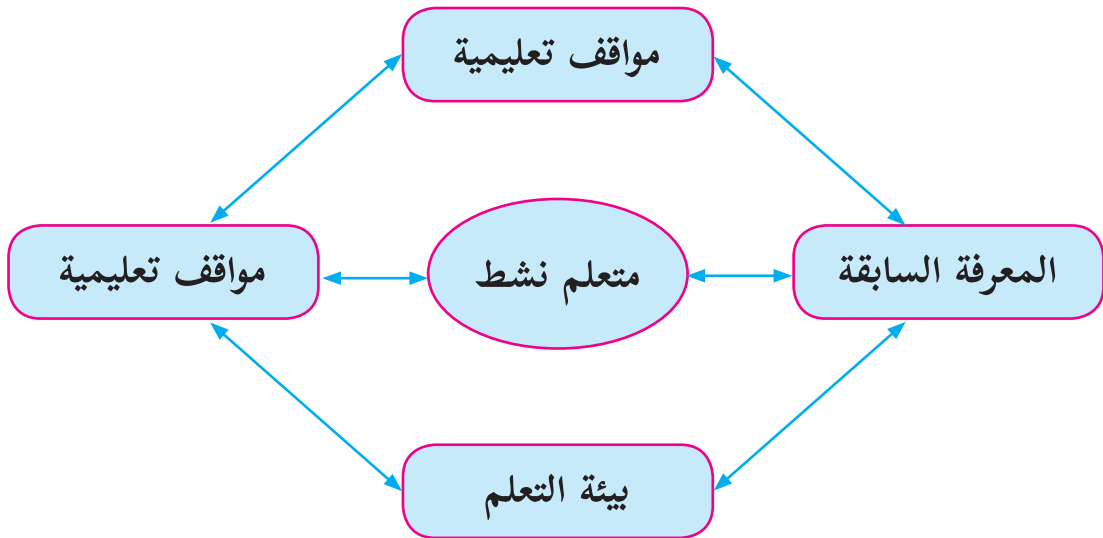 مواقف تعليمية
المعرفة السابقة
متعلم نشط
مواقف تعليمية
بيئة التعلم